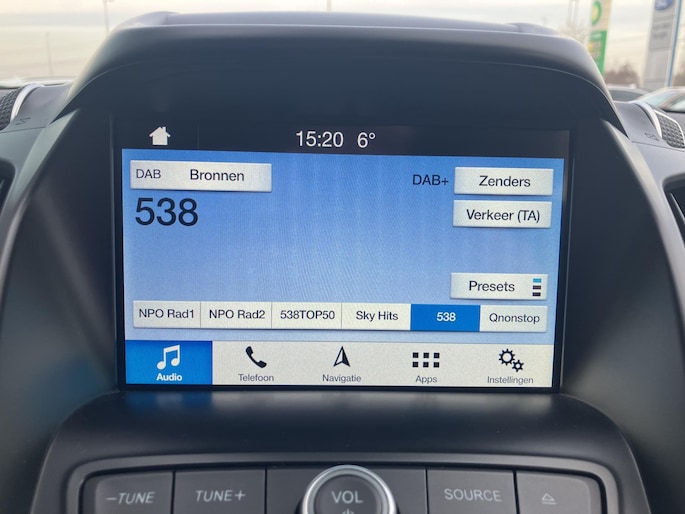 15:20 6°
DAB Bronnen
DAB+ Zenders
538
Verkeer (TA)
Presets
NPO Rad1 NPO Rad2 538TOP50 Sky Hits 538 Qnonstop
Audio Telefoon Navigatie Apps Instellingen
-TUNE TUNE+ VOL SOURCE